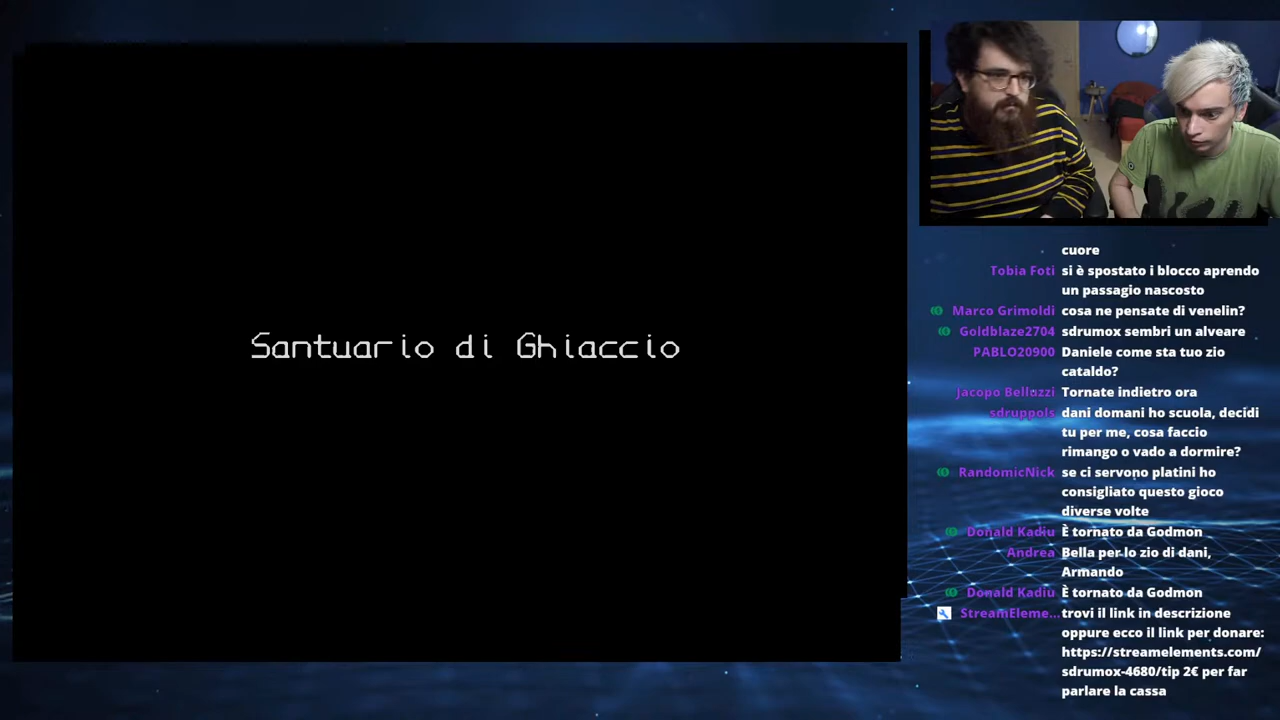 Santuario di Ghiaccio
cuore
Tobia Foti si è spostato i blocco aprendo
un passagio nascosto
Marco Grimoldi cosa ne pensate di venelin?
Goldblaze2704 sdrumox sembri un alveare
PABLO20900 Daniele come sta tuo zio
cataldo?
Jacopo Belluzzi Tornate indietro ora
sdruppols dani domani ho scuola, decidi
tu per me, cosa faccio
rimango o vado a dormire?
RandomicNick se ci servono platini ho
consigliato questo gioco
diverse volte
Donald Kadiu È tornato da Godmon
Andrea Bella per lo zio di dani,
Armando
Donald Kadiu È tornato da Godmon
StreamEleme... trovi il link in descrizione
oppure ecco il link per donare:
https://streamelements.com/
sdrumox-4680/tip 2€ per far
parlare la cassa